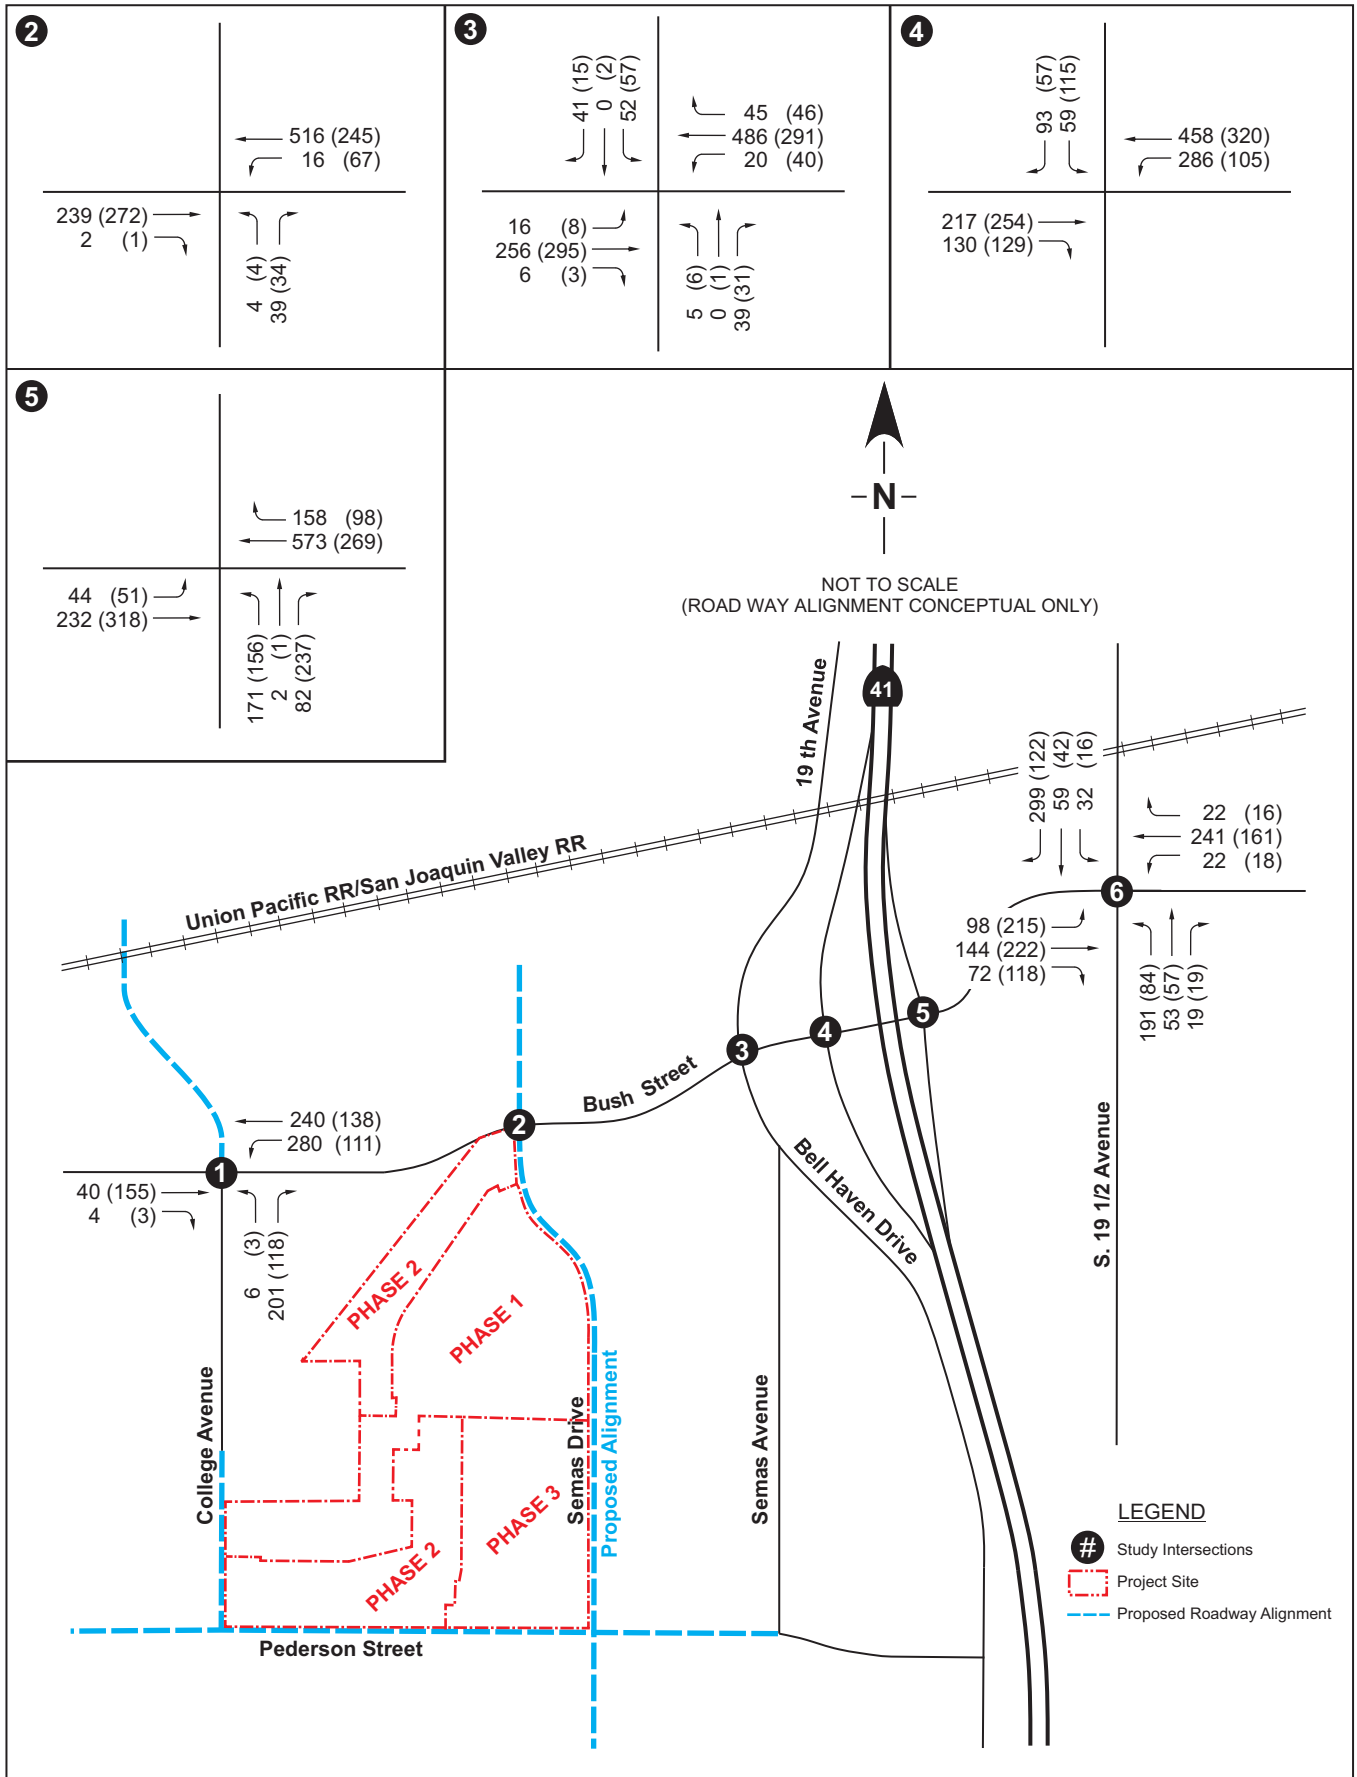 2
516 (245)
16 (67)
239 (272)
2 (1)
4 (4)
39 (34)
3
41 (15)
0 (2)
52 (57)
45 (46)
486 (291)
20 (40)
16 (8)
256 (295)
6 (3)
5 (6)
0 (1)
39 (31)
4
93 (57)
59 (115)
458 (320)
286 (105)
217 (254)
130 (129)
5
158 (98)
573 (269)
44 (51)
232 (318)
171 (156)
2 (1)
82 (237)
N
NOT TO SCALE
(ROAD WAY ALIGNMENT CONCEPTUAL ONLY)
19 th Avenue
41
Union Pacific RR/San Joaquin Valley RR
299 (122)
59 (42)
32 (16)
22 (16)
241 (161)
22 (18)
6
98 (215)
144 (222)
72 (118)
191 (84)
53 (57)
19 (19)
5
4
3
Bush Street
2
240 (138)
280 (111)
1
40 (155)
4 (3)
6 (3)
201 (118)
Bell Haven Drive
S. 19 1/2 Avenue
PHASE 2
PHASE 1
College Avenue
Semas Drive
Proposed Alignment
Semas Avenue
PHASE 3
PHASE 2
Pederson Street
LEGEND
# Study Intersections
Project Site
Proposed Roadway Alignment